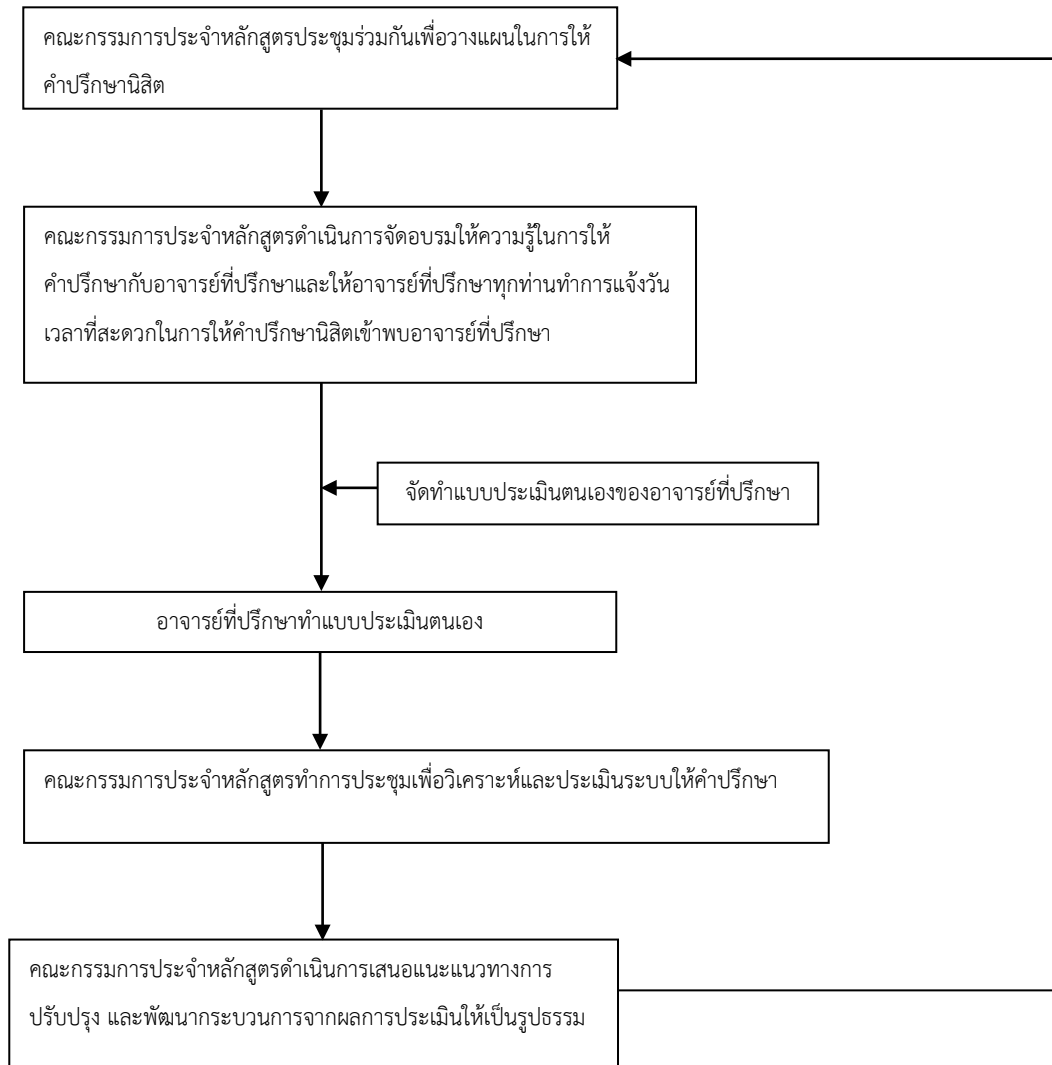 คณะกรรมการประจำหลักสูตรประชุมร่วมกันเพื่อวางแผนในการให้
คำปรึกษานิสิต
คณะกรรมการประจำหลักสูตรดำเนินการจัดอบรมให้ความรู้ในการให้
คำปรึกษากับอาจารย์ที่ปรึกษาและให้อาจารย์ที่ปรึกษาทุกท่านทำการแจ้งวัน
เวลาที่สะดวกในการให้คำปรึกษานิสิตเข้าพบอาจารย์ที่ปรึกษา
จัดทำแบบประเมินตนเองของอาจารย์ที่ปรึกษา
อาจารย์ที่ปรึกษาทำแบบประเมินตนเอง
คณะกรรมการประจำหลักสูตรทำการประชุมเพื่อวิเคราะห์และประเมินระบบให้คำปรึกษา
คณะกรรมการประจำหลักสูตรดำเนินการเสนอแนะแนวทางการ
ปรับปรุง และพัฒนากระบวนการจากผลการประเมินให้เป็นรูปธรรม